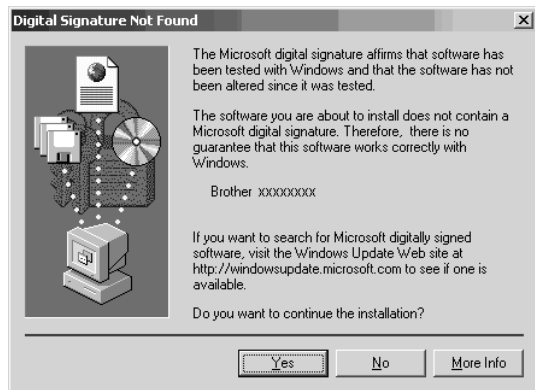 Digital Signature Not Found
The Microsoft digital signature affirms that software has
been tested with Windows and that the software has not
been altered since it was tested.
The software you are about to install does not contain a
Microsoft digital signature. Therefore, there is no
guarantee that this software works correctly with
Windows.
Brother xxxxxxxx
If you want to search for Microsoft digitally signed
software, visit the Windows Update Web site at
http://windowsupdate.microsoft.com to see if one is
available.
Do you want to continue the installation?
Yes No More Info